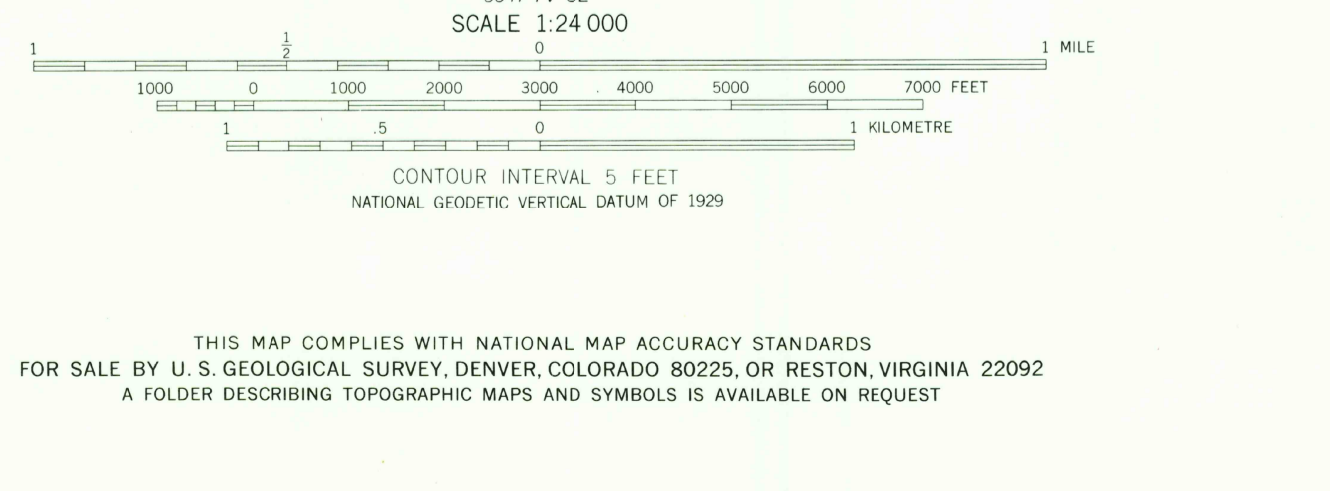 SCALE 1:24 000
1 1/2 0 1 MILE
1000 0 1000 2000 3000 4000 5000 6000 7000 FEET
1 .5 0 1 KILOMETRE
CONTOUR INTERVAL 5 FEET
NATIONAL GEODETIC VERTICAL DATUM OF 1929
THIS MAP COMPLIES WITH NATIONAL MAP ACCURACY STANDARDS
FOR SALE BY U. S. GEOLOGICAL SURVEY, DENVER, COLORADO 80225, OR RESTON, VIRGINIA 22092
A FOLDER DESCRIBING TOPOGRAPHIC MAPS AND SYMBOLS IS AVAILABLE ON REQUEST